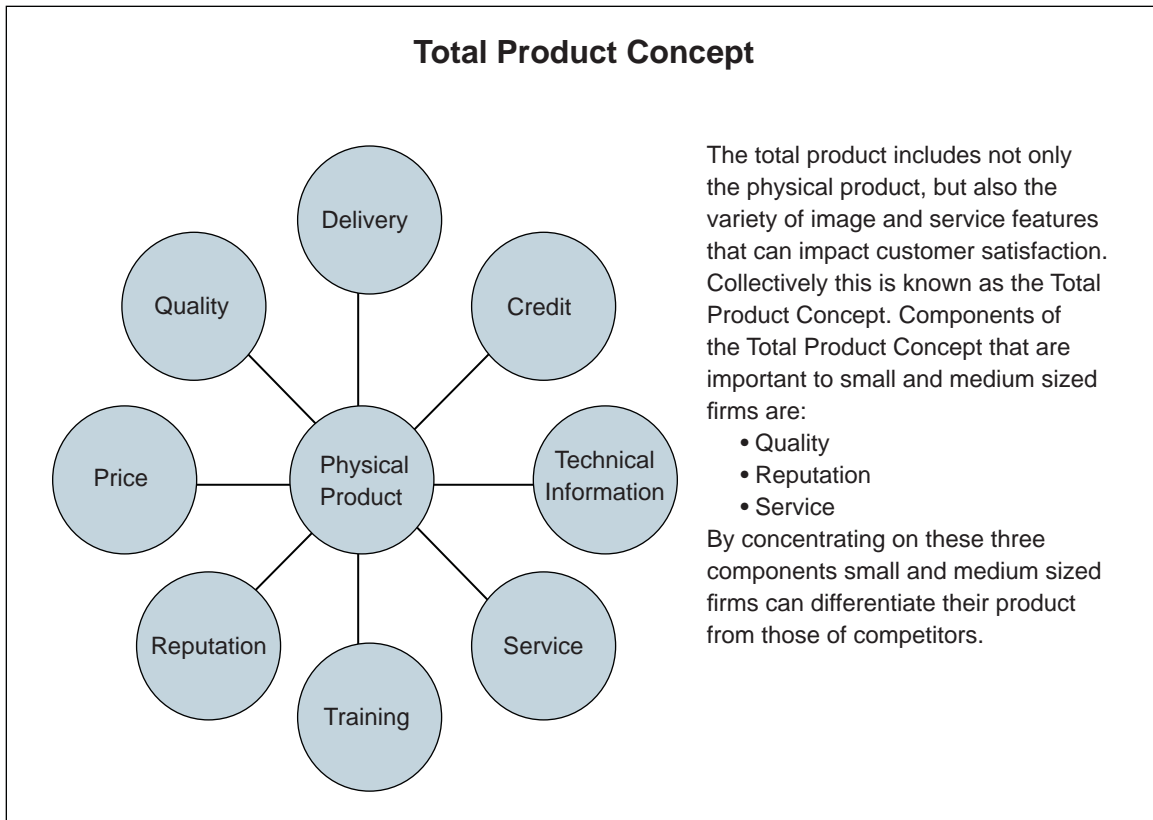 Total Product Concept
Delivery
Quality
Credit
Price
Physical
Product
Technical
Information
Reputation
Service
Training
The total product includes not only
the physical product, but also the
variety of image and service features
that can impact customer satisfaction.
Collectively this is known as the Total
Product Concept. Components of
the Total Product Concept that are
important to small and medium sized
firms are:
• Quality
• Reputation
• Service
By concentrating on these three
components small and medium sized
firms can differentiate their product
from those of competitors.